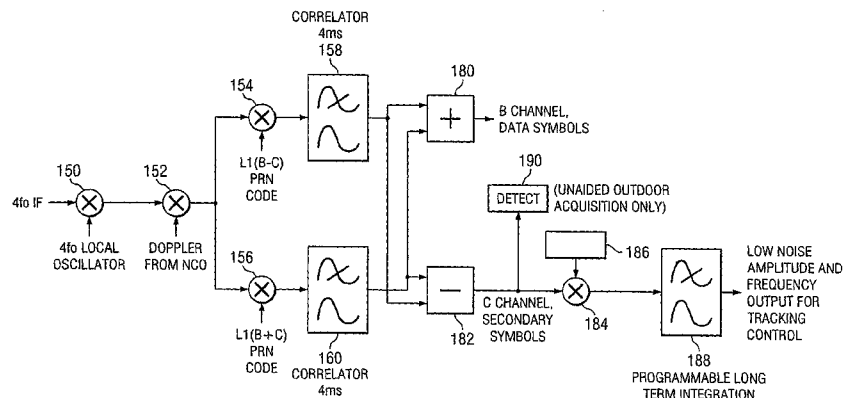 CORRELATOR
4ms
158
154
L1(B-C)
PRN
CODE
180
+
B CHANNEL,
DATA SYMBOLS
190
DETECT
(UNAIDED OUTDOOR
ACQUISITION ONLY)
150
152
4fo IF
4fo LOCAL
OSCILLATOR
DOPPLER
FROM NCO
186
LOW NOISE
AMPLITUDE AND
FREQUENCY
OUTPUT FOR
TRACKING
CONTROL
156
L1(B+C)
PRN
CODE
160
CORRELATOR
4ms
−
182
C CHANNEL,
SECONDARY
SYMBOLS
184
188
PROGRAMMABLE LONG
TERM INTEGRATION